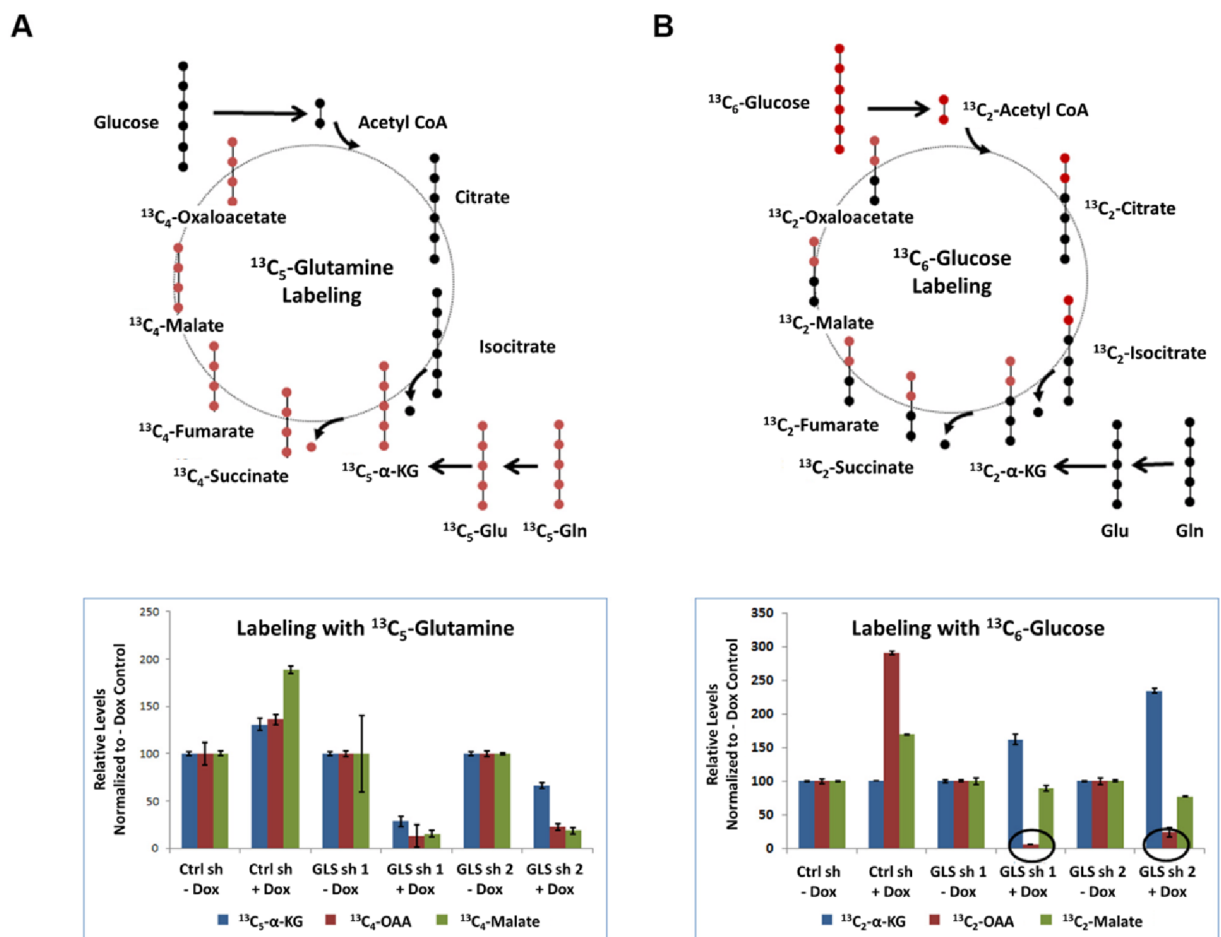 A
Glucose
Acetyl CoA
Citrate
¹³C₄-Oxaloacetate
¹³C₅-Glutamine
Labeling
¹³C₄-Malate
Isocitrate
¹³C₄-Fumarate
¹³C₄-Succinate
¹³C₅-α-KG
¹³C₅-Glu
¹³C₅-Gln
Labeling with ¹³C₅-Glutamine
Relative Levels
Normalized to - Dox Control
250
200
150
100
50
0
Ctrl sh
- Dox
Ctrl sh
+ Dox
GLS sh 1
- Dox
GLS sh 1
+ Dox
GLS sh 2
- Dox
GLS sh 2
+ Dox
¹³C₅-α-KG
¹³C₄-OAA
¹³C₄-Malate
B
¹³C₆-Glucose
¹³C₂-Acetyl CoA
¹³C₂-Citrate
¹³C₂-Oxaloacetate
¹³C₆-Glucose
Labeling
¹³C₂-Malate
¹³C₂-Isocitrate
¹³C₂-Fumarate
¹³C₂-Succinate
¹³C₂-α-KG
Glu
Gln
Labeling with ¹³C₆-Glucose
Relative Levels
Normalized to - Dox Control
350
300
250
200
150
100
50
0
Ctrl sh
- Dox
Ctrl sh
+ Dox
GLS sh 1
- Dox
GLS sh 1
+ Dox
GLS sh 2
- Dox
GLS sh 2
+ Dox
¹³C₂-α-KG
¹³C₂-OAA
¹³C₂-Malate